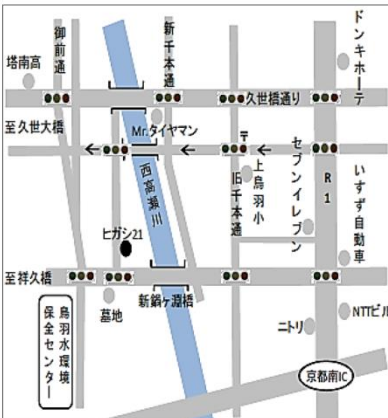 御前通
塔南高
新千本通
ドンキホーテ
久世橋通り
至久世大橋
Mr.タイヤマン
〒
上鳥羽小
セブンイレブン
R1
西高瀬川
旧千本通
いすず自動車
ヒガシ21
至祥久橋
新鍋ヶ淵橋
墓地
鳥羽水環境
保全センター
ニトリ
NTTビル
京都南IC